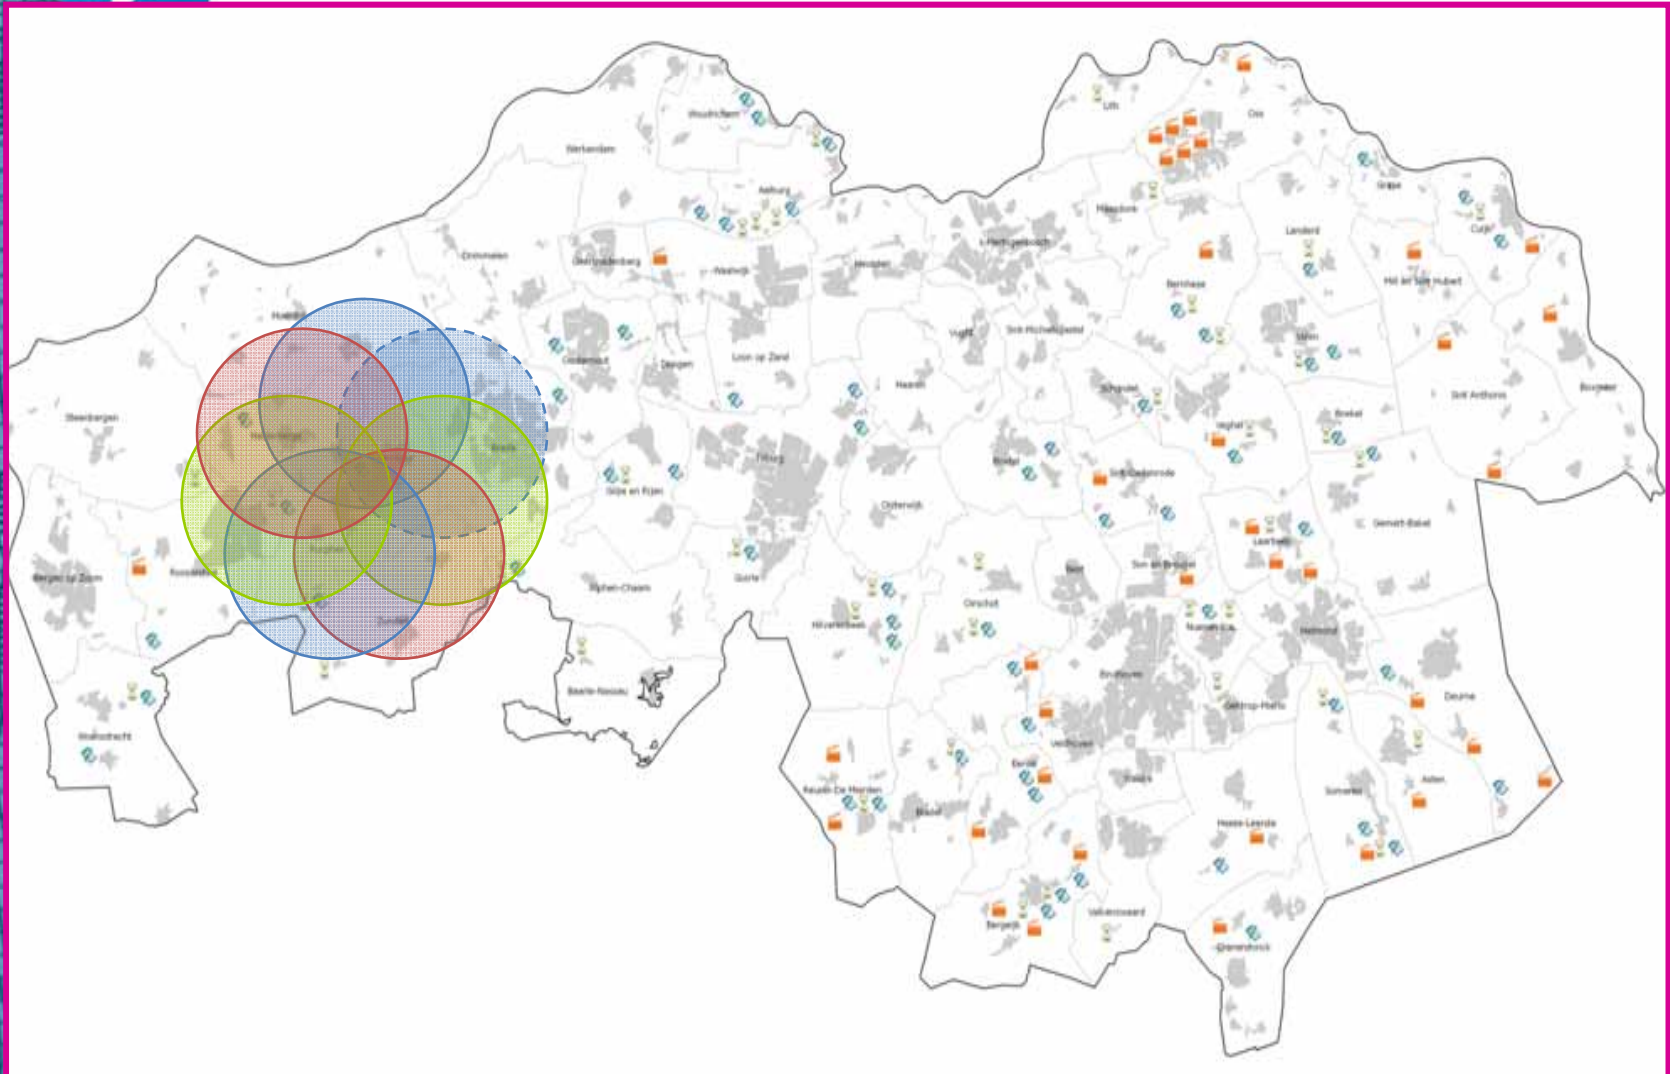 Lith
Oss
Woudrichem
Werkendam
Grave
Aalburg
Maasdonk
Cuijk
Landerd
's-Hertogenbosch
Drimmelen
Geertruidenberg
Waalwijk
Heusden
Bernheze
Mill en Sint Hubert
Vught
Sint-Michielsgestel
Uden
Oosterhout
Dongen
Loon op Zand
Haaren
Schijndel
Sint Anthonis
Boxmeer
Steenbergen
Boekel
Veghel
Breda
Tilburg
Boxtel
Sint-Oedenrode
Gilze en Rijen
Oisterwijk
Gemert-Bakel
Laarbeek
Bergen op Zoom
Roosendaal
Best
Son en Breugel
Goirle
Alphen-Chaam
Oirschot
Hilvarenbeek
Zundert
Nuenen c.a.
Helmond
Eindhoven
Baarle-Nassau
Deurne
Geldrop-Mierlo
Woensdrecht
Veldhoven
Eersel
Asten
Reusel-De Mierden
Someren
Bladel
Heeze-Leende
Valkenswaard
Bergeijk
Cranendonck